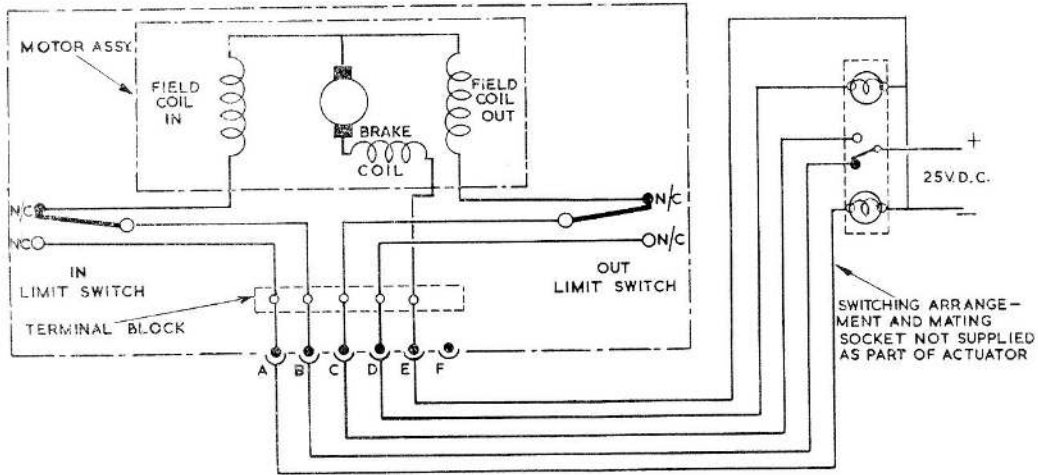 MOTOR ASSY.
FIELD
COIL
IN
FIELD
COIL
OUT
BRAKE
COIL
N/C
NC
N/C
N/C
IN
LIMIT SWITCH
OUT
LIMIT SWITCH
TERMINAL BLOCK
A B C D E F
+
25V.D.C.
—
SWITCHING ARRANGE-
MENT AND MATING
SOCKET NOT SUPPLIED
AS PART OF ACTUATOR